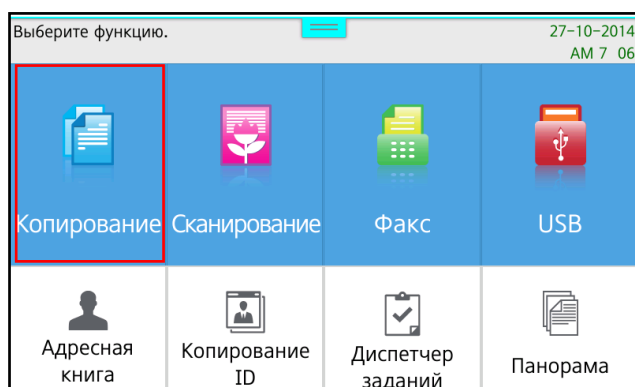 Выберите функцию.
27-10-2014
AM 7 06
Копирование
Сканирование
Факс
USB
Адресная
книга
Копирование
ID
Диспетчер
заданий
Панорама